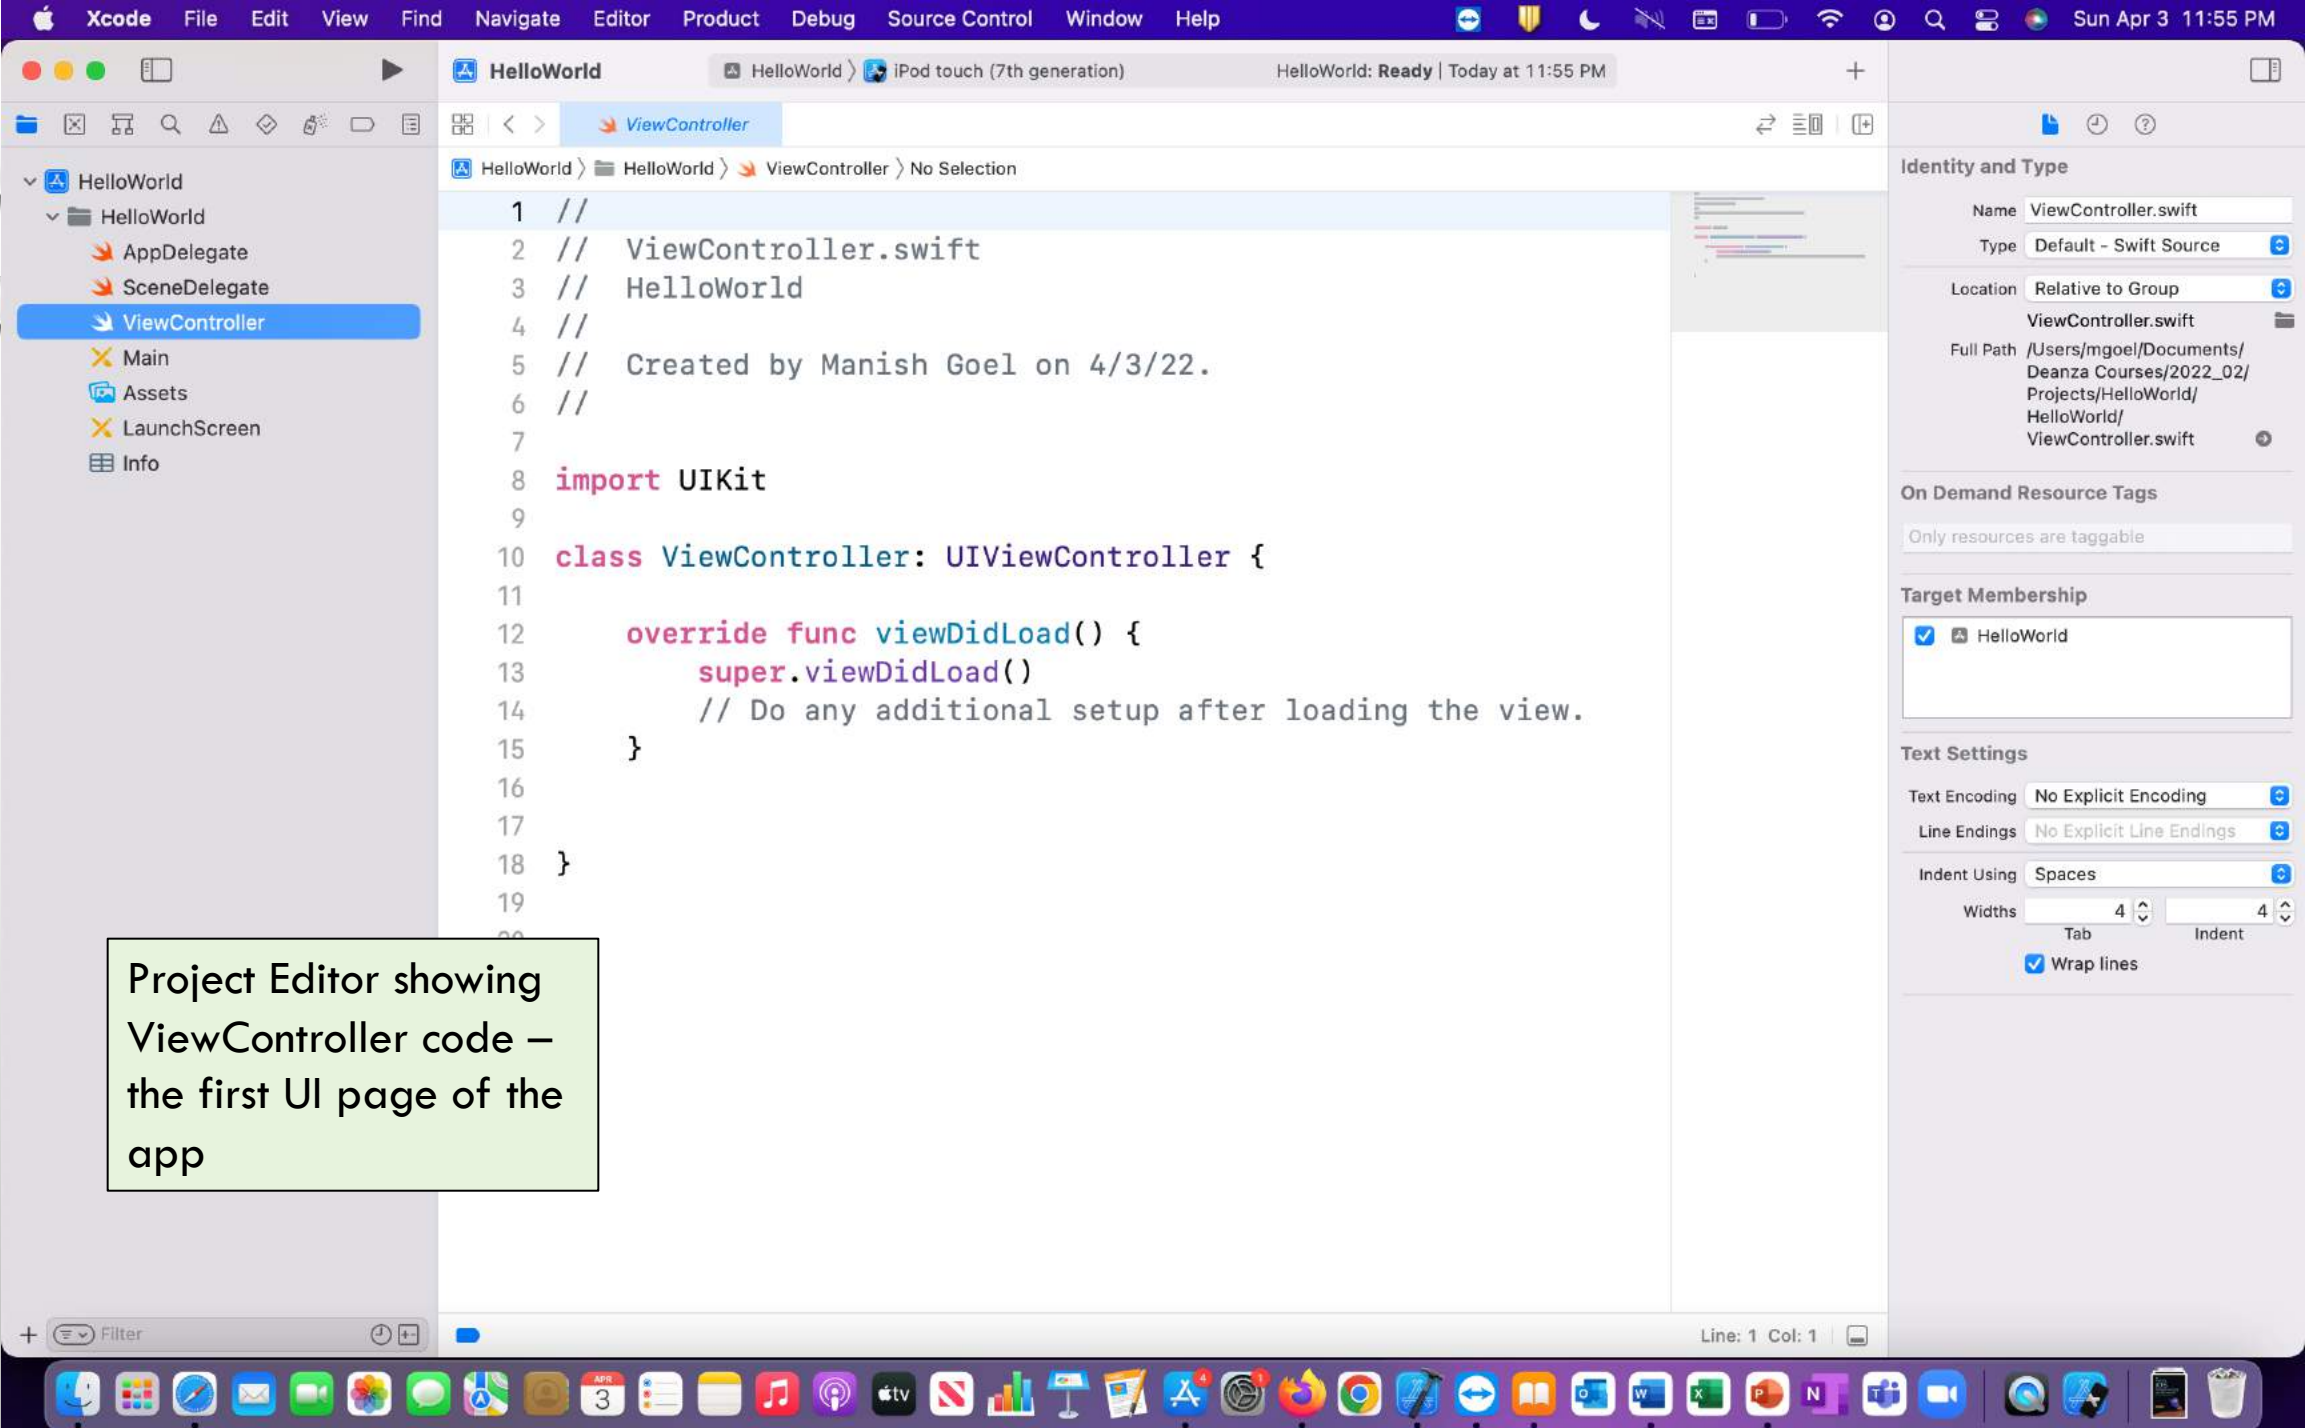 Xcode File Edit View Find Navigate Editor Product Debug Source Control Window Help Sun Apr 3 11:55 PM
HelloWorld HelloWorld 〉 iPod touch (7th generation) HelloWorld: Ready | Today at 11:55 PM
ViewController
HelloWorld 〉 HelloWorld 〉 ViewController 〉 No Selection
HelloWorld
HelloWorld
AppDelegate
SceneDelegate
ViewController
Main
Assets
LaunchScreen
Info
1 //
2 //  ViewController.swift
3 //  HelloWorld
4 //
5 //  Created by Manish Goel on 4/3/22.
6 //
7
8 import UIKit
9
10 class ViewController: UIViewController {
11
12     override func viewDidLoad() {
13         super.viewDidLoad()
14         // Do any additional setup after loading the view.
15     }
16
17
18 }
19
Project Editor showing
ViewController code –
the first UI page of the
app
Filter
Line: 1 Col: 1
Identity and Type
Name ViewController.swift
Type Default - Swift Source
Location Relative to Group
ViewController.swift
Full Path /Users/mgoel/Documents/
Deanza Courses/2022_02/
Projects/HelloWorld/
HelloWorld/
ViewController.swift
On Demand Resource Tags
Only resources are taggable
Target Membership
HelloWorld
Text Settings
Text Encoding No Explicit Encoding
Line Endings No Explicit Line Endings
Indent Using Spaces
Widths 4 4
Tab Indent
Wrap lines
APR
3
tv